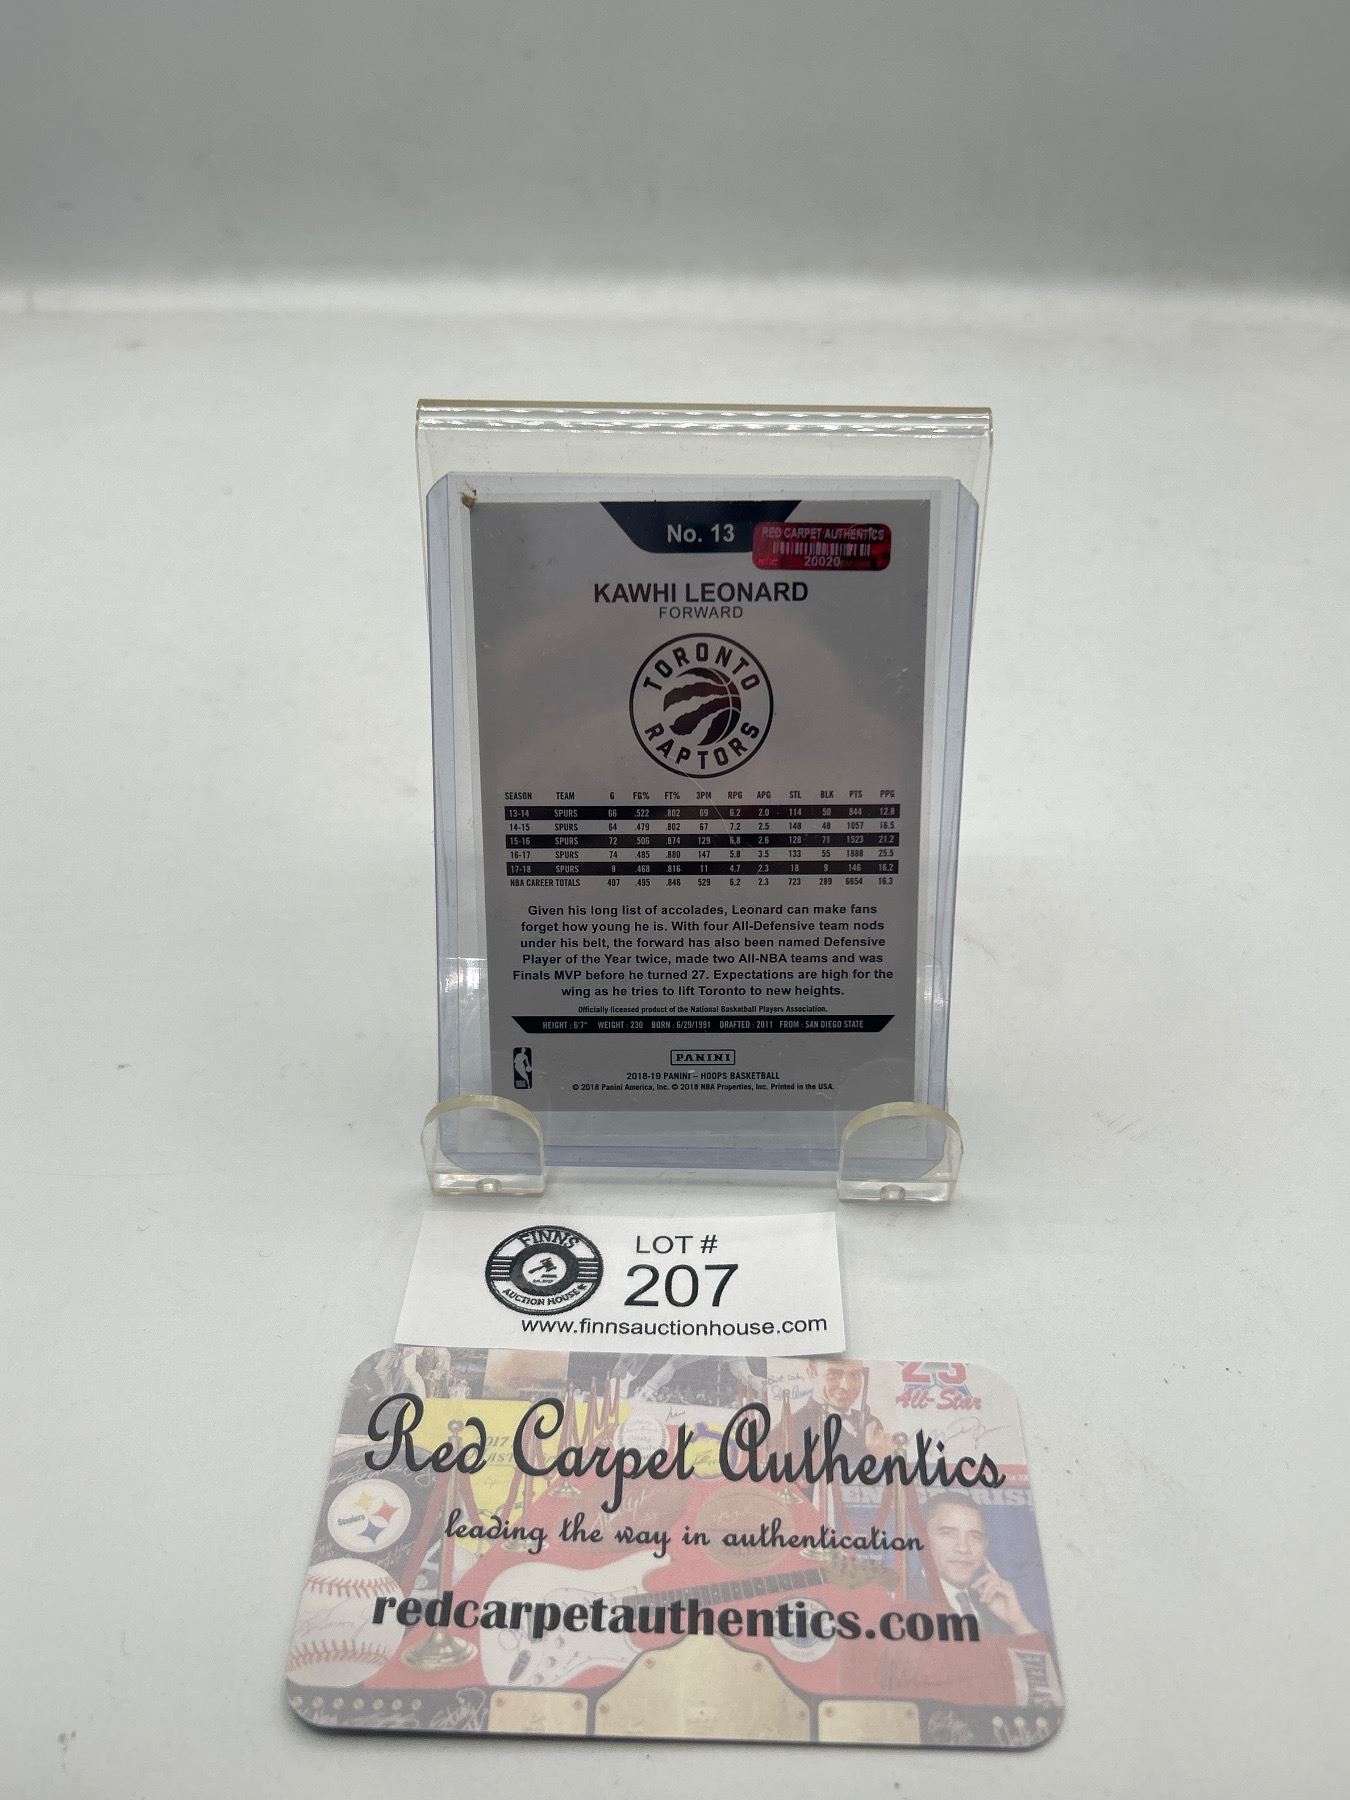 No. 13
RED CARPET AUTHENTICS
20020
KAWHI LEONARD
FORWARD
TORONTO
RAPTORS
SEASON TEAM G FG% FT% 3PM RPG APG STL BLK PTS PPG
13-14 SPURS 66 .522 .802 69 6.2 2.0 114 50 844 12.8
14-15 SPURS 64 .479 .802 67 7.2 2.5 148 48 1057 16.5
15-16 SPURS 72 .506 .874 129 6.8 2.6 128 71 1523 21.2
16-17 SPURS 74 .485 .880 147 5.8 3.5 133 55 1888 25.5
17-18 SPURS 9 .468 .816 11 4.7 2.3 18 9 146 16.2
NBA CAREER TOTALS 407 .495 .846 529 6.2 2.3 723 289 6654 16.3
Given his long list of accolades, Leonard can make fans
forget how young he is. With four All-Defensive team nods
under his belt, the forward has also been named Defensive
Player of the Year twice, made two All-NBA teams and was
Finals MVP before he turned 27. Expectations are high for the
wing as he tries to lift Toronto to new heights.
Officially licensed product of the National Basketball Players Association.
HEIGHT: 6'7" WEIGHT: 230 BORN: 6/29/1991 DRAFTED: 2011 FROM: SAN DIEGO STATE
PANINI
2018-19 PANINI – HOOPS BASKETBALL
© 2018 Panini America, Inc. © 2018 NBA Properties, Inc. Printed in the USA.
FINNS
AUCTION HOUSE
LOT #
207
www.finnsauctionhouse.com
23
All-Star
Red Carpet Authentics
leading the way in authentication
Steelers
redcarpetauthentics.com